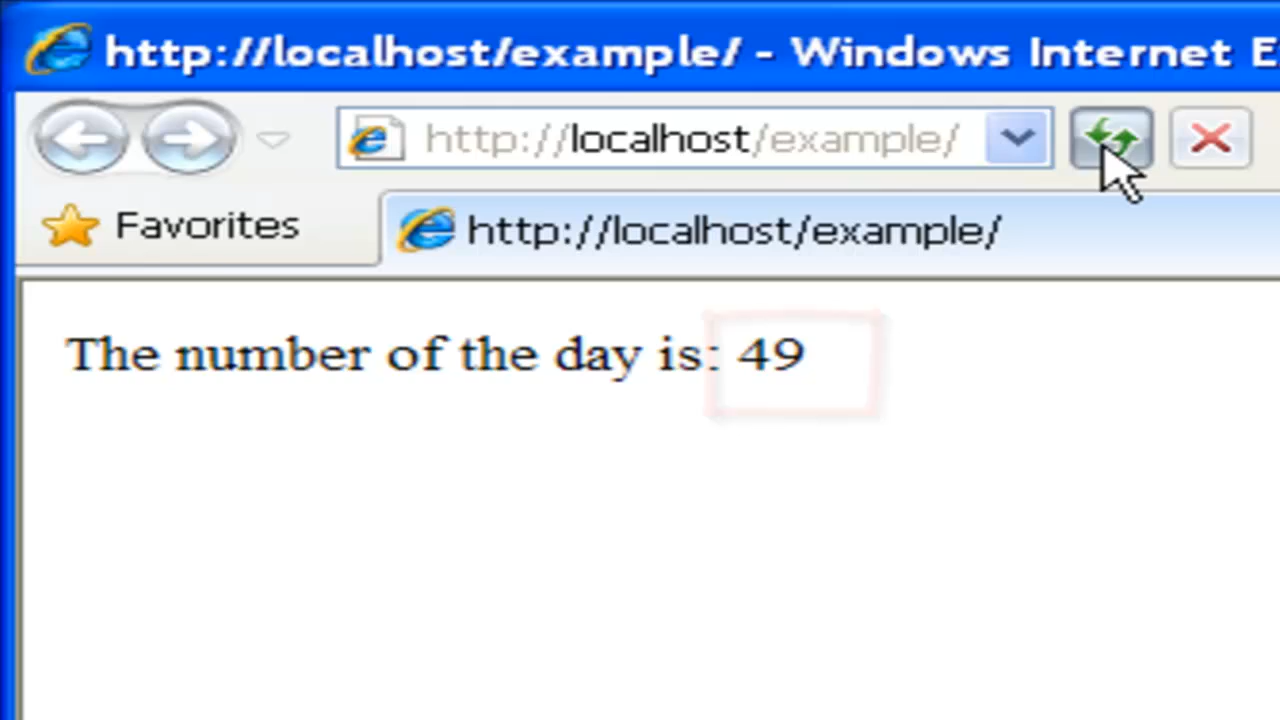 http://localhost/example/ - Windows Internet E
http://localhost/example/
Favorites
http://localhost/example/
The number of the day is: 49